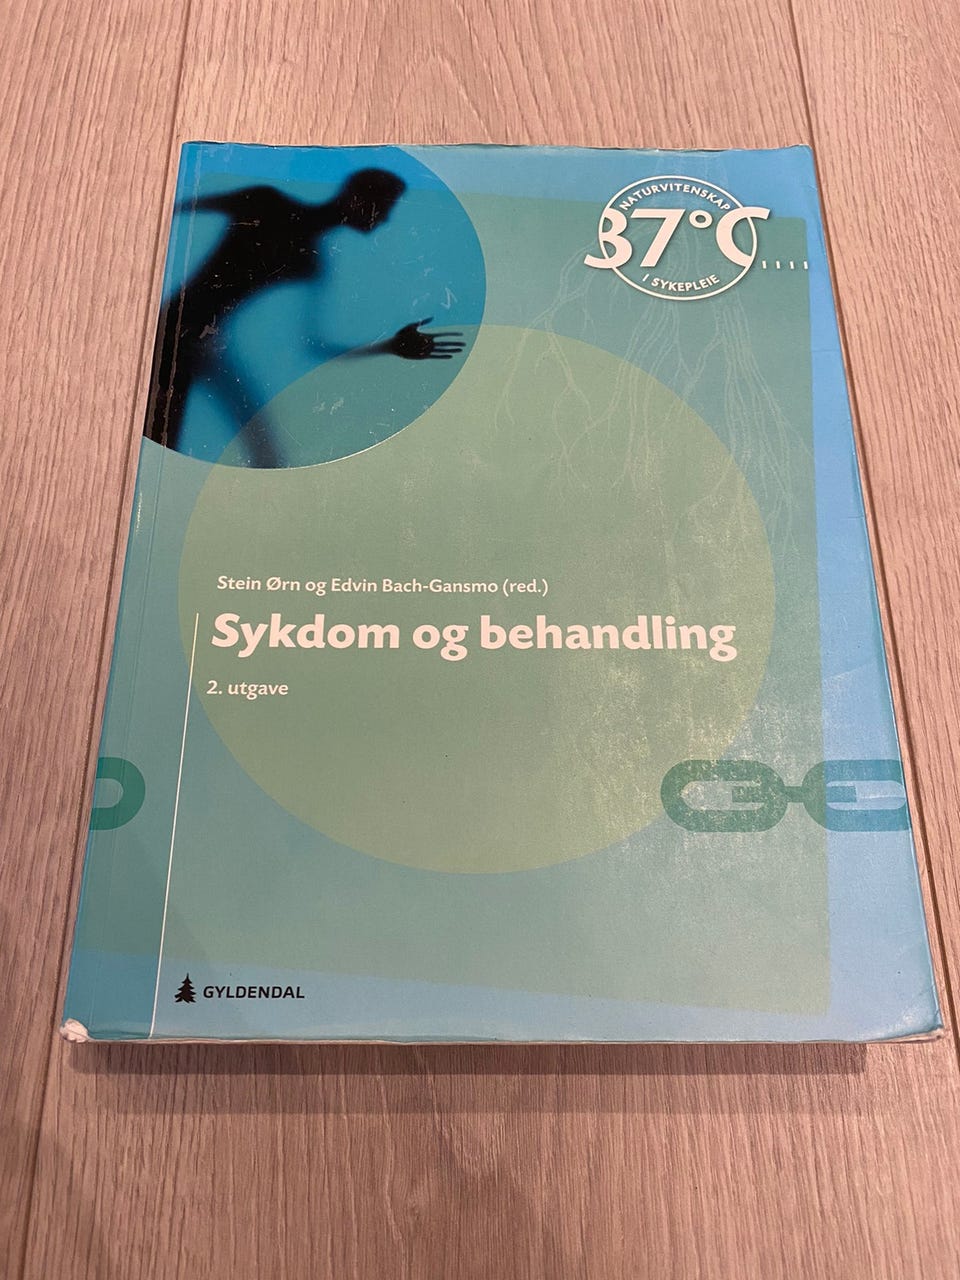 NATURVITENSKAP
37°C
I SYKEPLEIE
Stein Ørn og Edvin Bach-Gansmo (red.)
Sykdom og behandling
2. utgave
GYLDENDAL